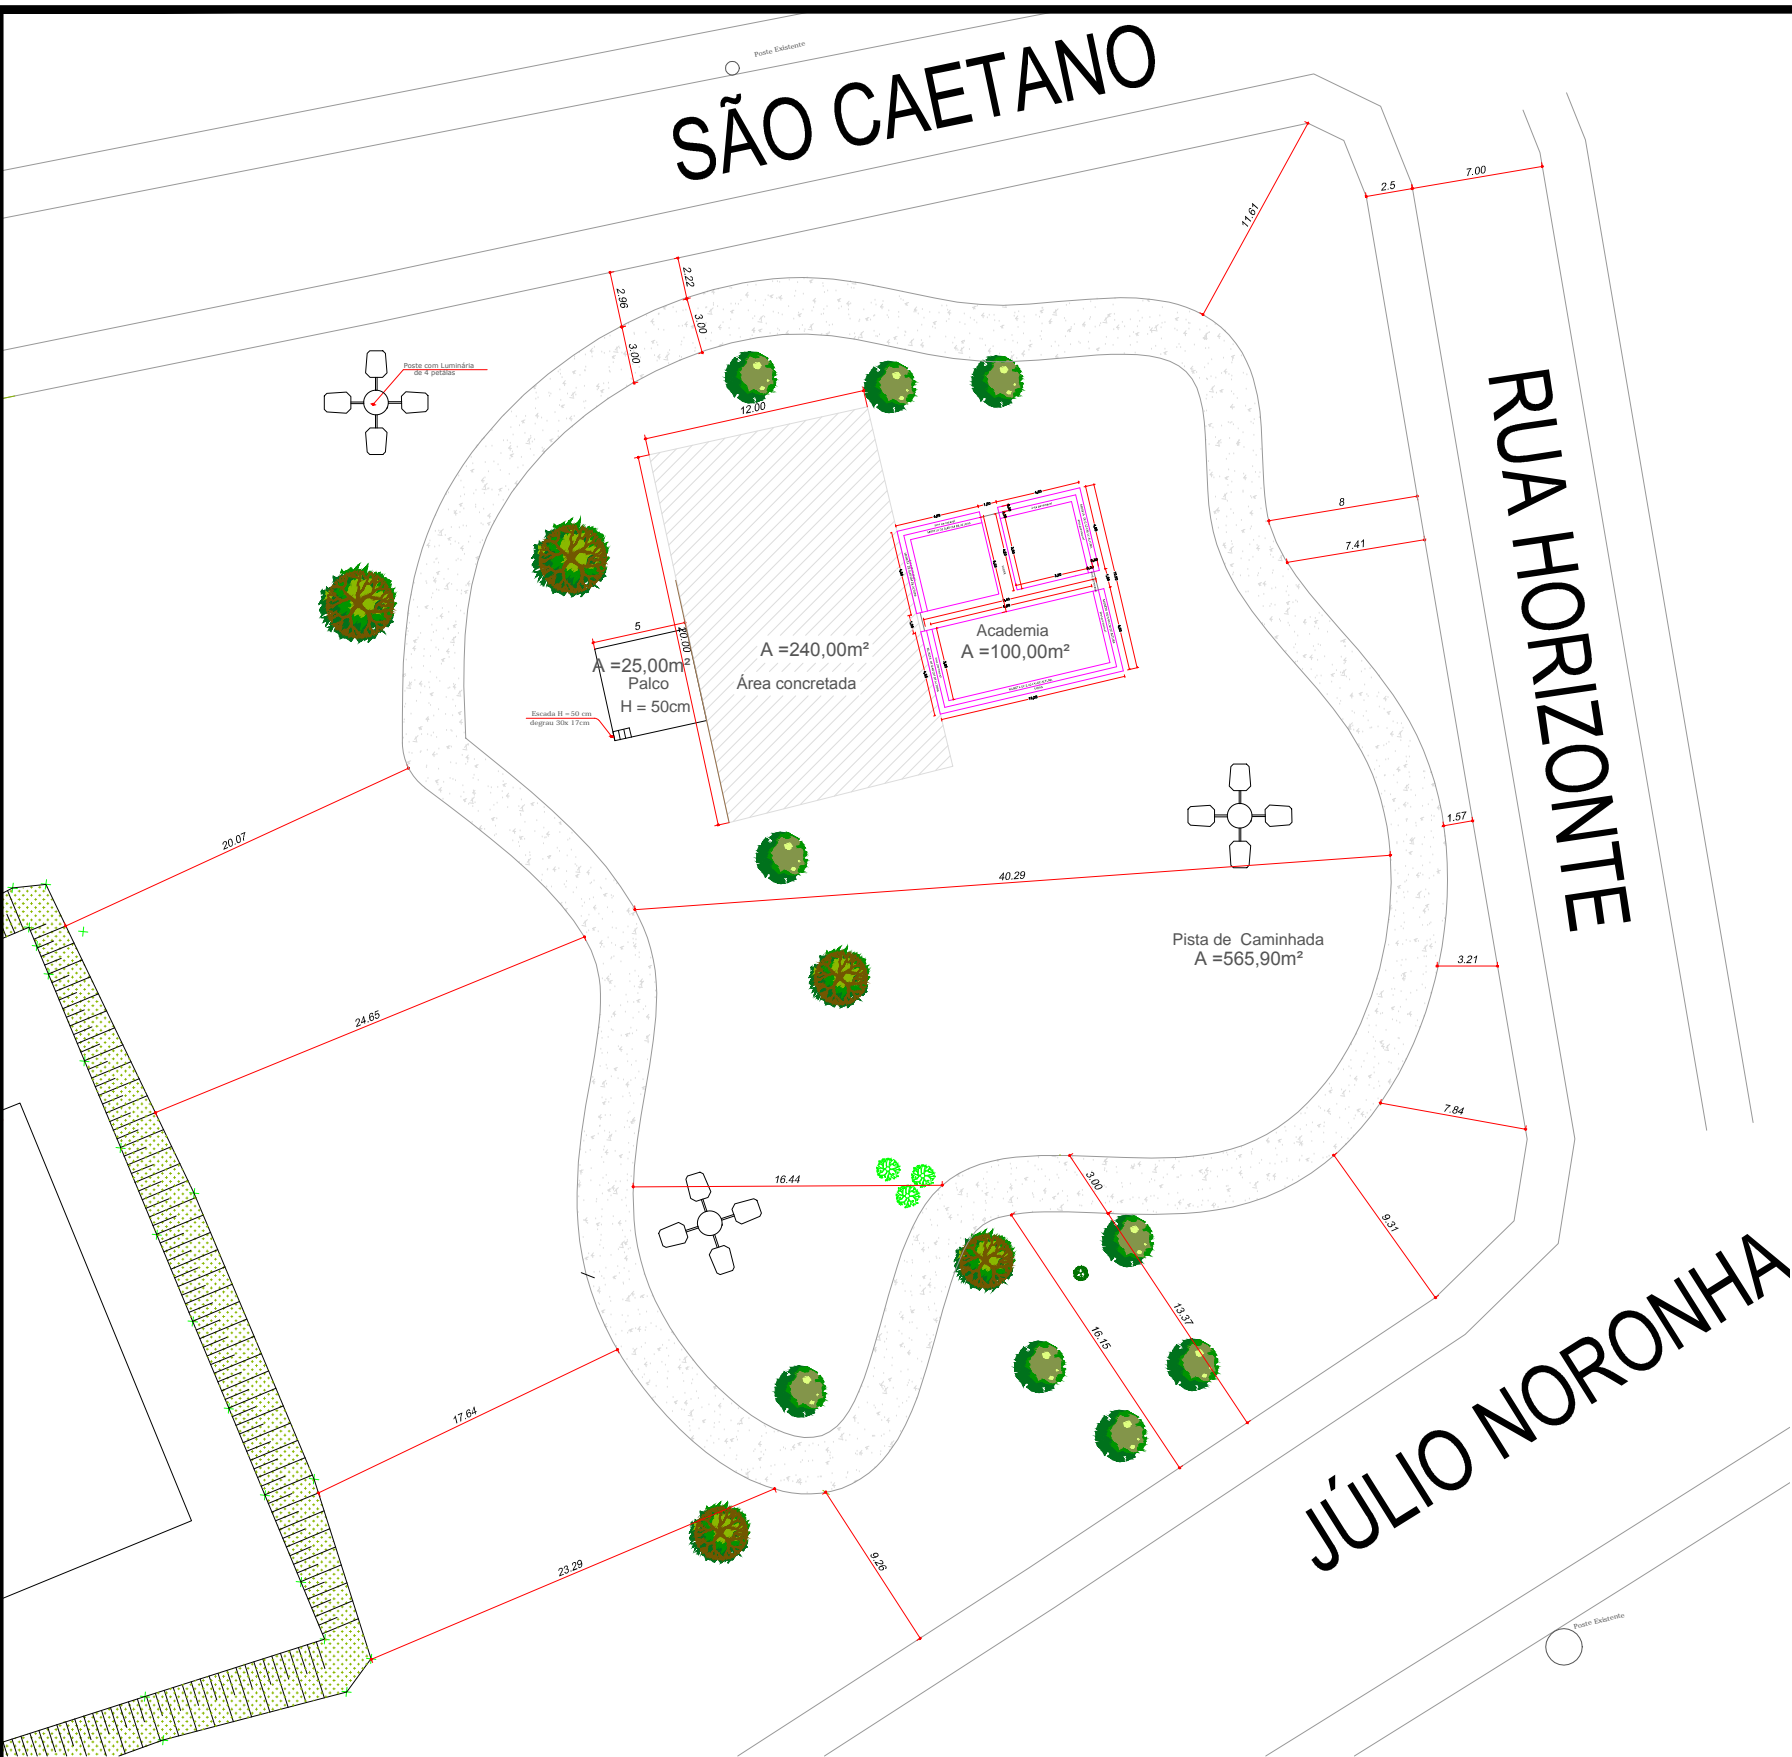 Poste Existente
SÃO CAETANO
2.5
7.00
11.61
2.22
2.96
3.00
3.00
Poste com Luminária
de 4 petálas
12.00
RUA HORIZONTE
8
7.41
5
20.00
A =25,00m²
Palco
H = 50cm
A =240,00m²
Área concretada
Academia
A =100,00m²
Escada H =50 cm
degrau 30x 17cm
20.07
1.57
40.29
Pista de Caminhada
A =565,90m²
3.21
24.65
7.84
16.44
3.00
9.31
13.37
16.15
JÚLIO NORONHA
17.64
23.29
9.26
Poste Existente